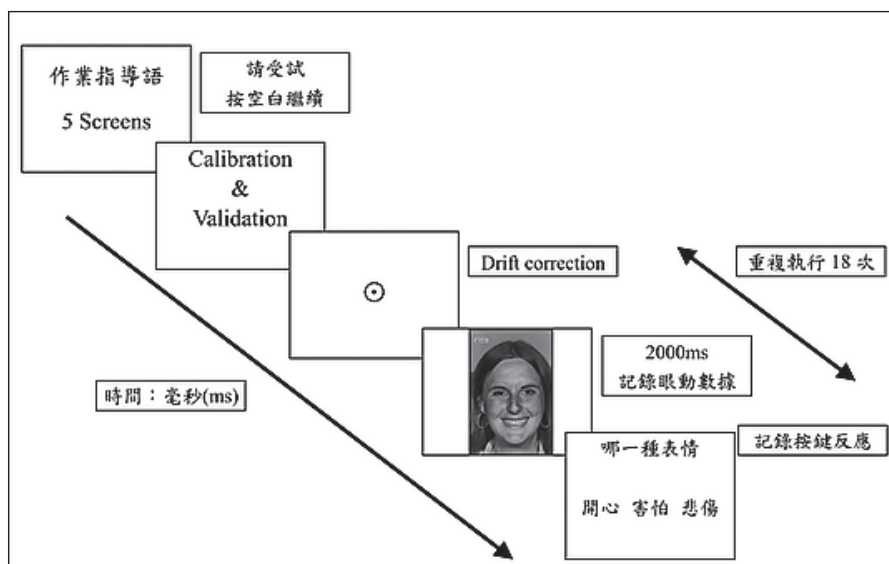 作業指導語
5 Screens
請受試
按空白繼續
Calibration
&
Validation
Drift correction
重複執行 18 次
2000ms
記錄眼動數據
時間：毫秒(ms)
哪一種表情
開心 害怕 悲傷
記錄按鍵反應